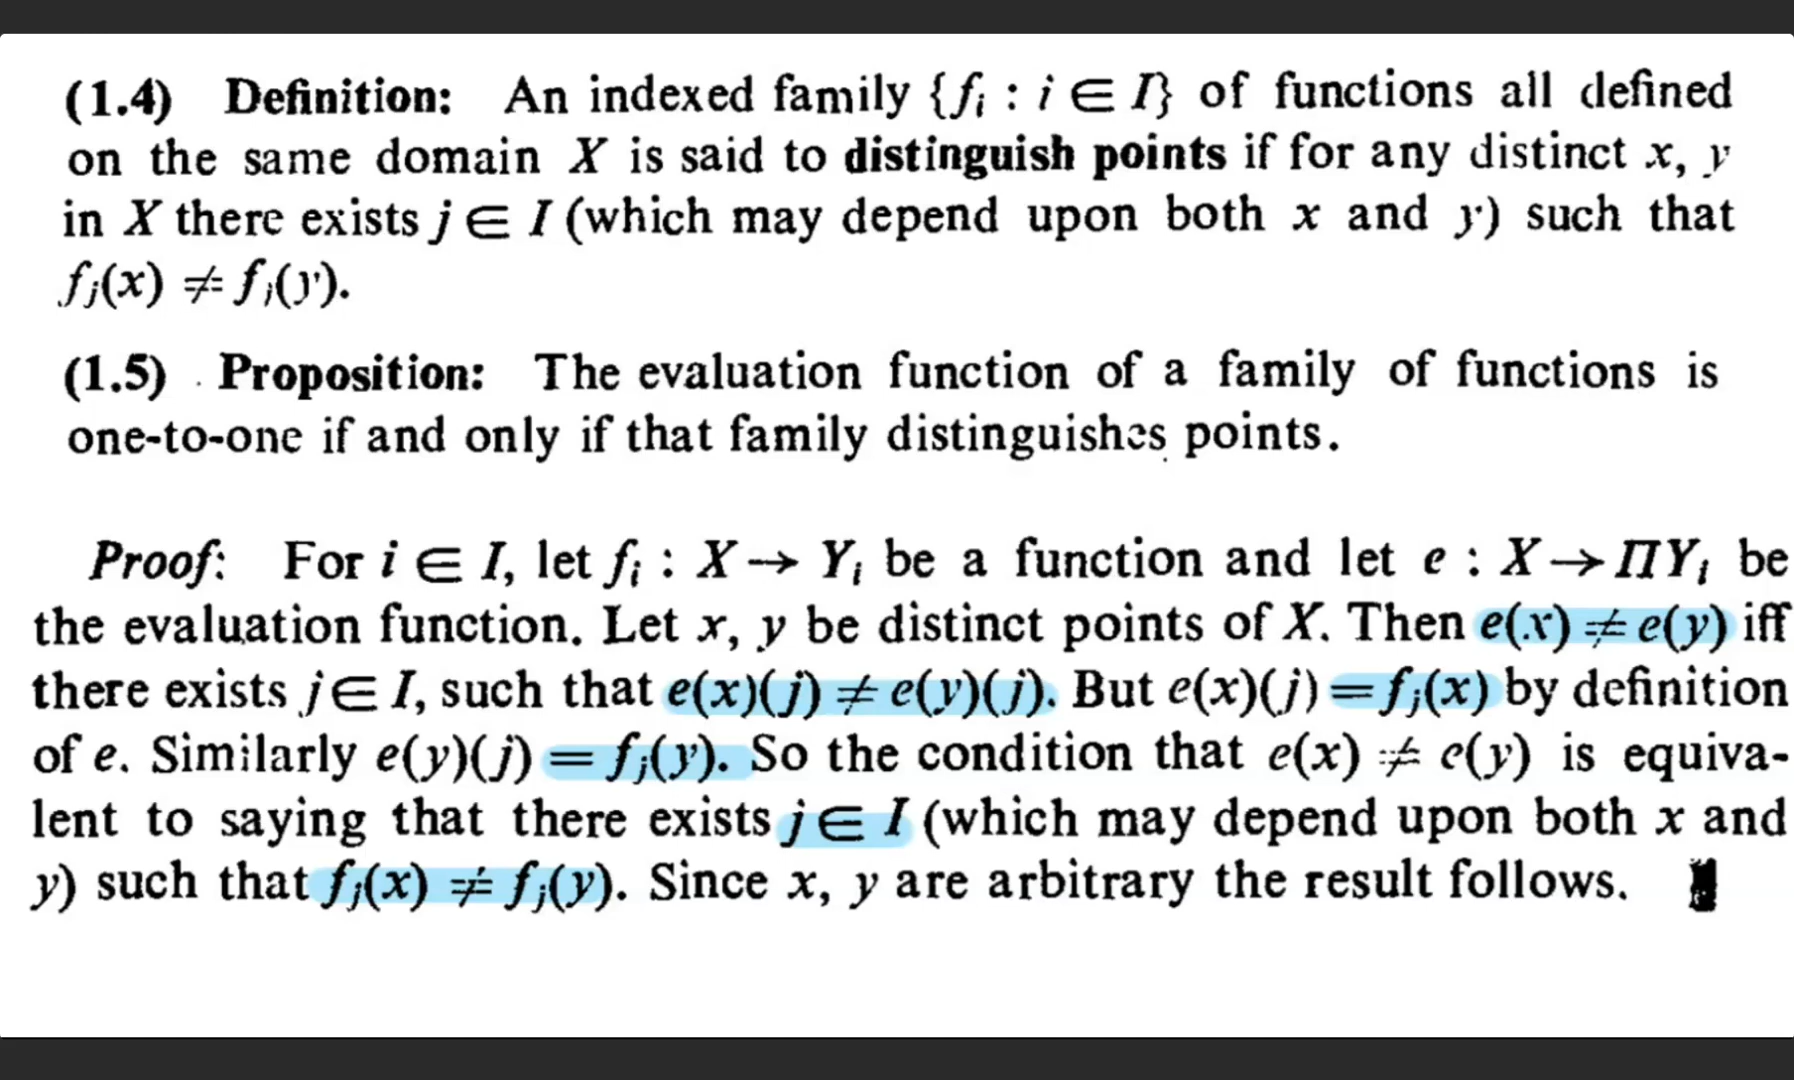 (1.4) Definition: An indexed family {fᵢ : i ∈ I} of functions all defined
on the same domain X is said to distinguish points if for any distinct x, y
in X there exists j ∈ I (which may depend upon both x and y) such that
fⱼ(x) ≠ fⱼ(y).
(1.5) Proposition: The evaluation function of a family of functions is
one-to-one if and only if that family distinguishes points.
Proof: For i ∈ I, let fᵢ : X → Yᵢ be a function and let e : X → ΠYᵢ be
the evaluation function. Let x, y be distinct points of X. Then e(x) ≠ e(y) iff
there exists j ∈ I, such that e(x)(j) ≠ e(y)(j). But e(x)(j) = fⱼ(x) by definition
of e. Similarly e(y)(j) = fⱼ(y). So the condition that e(x) ≠ e(y) is equiva-
lent to saying that there exists j ∈ I (which may depend upon both x and
y) such that fⱼ(x) ≠ fⱼ(y). Since x, y are arbitrary the result follows.